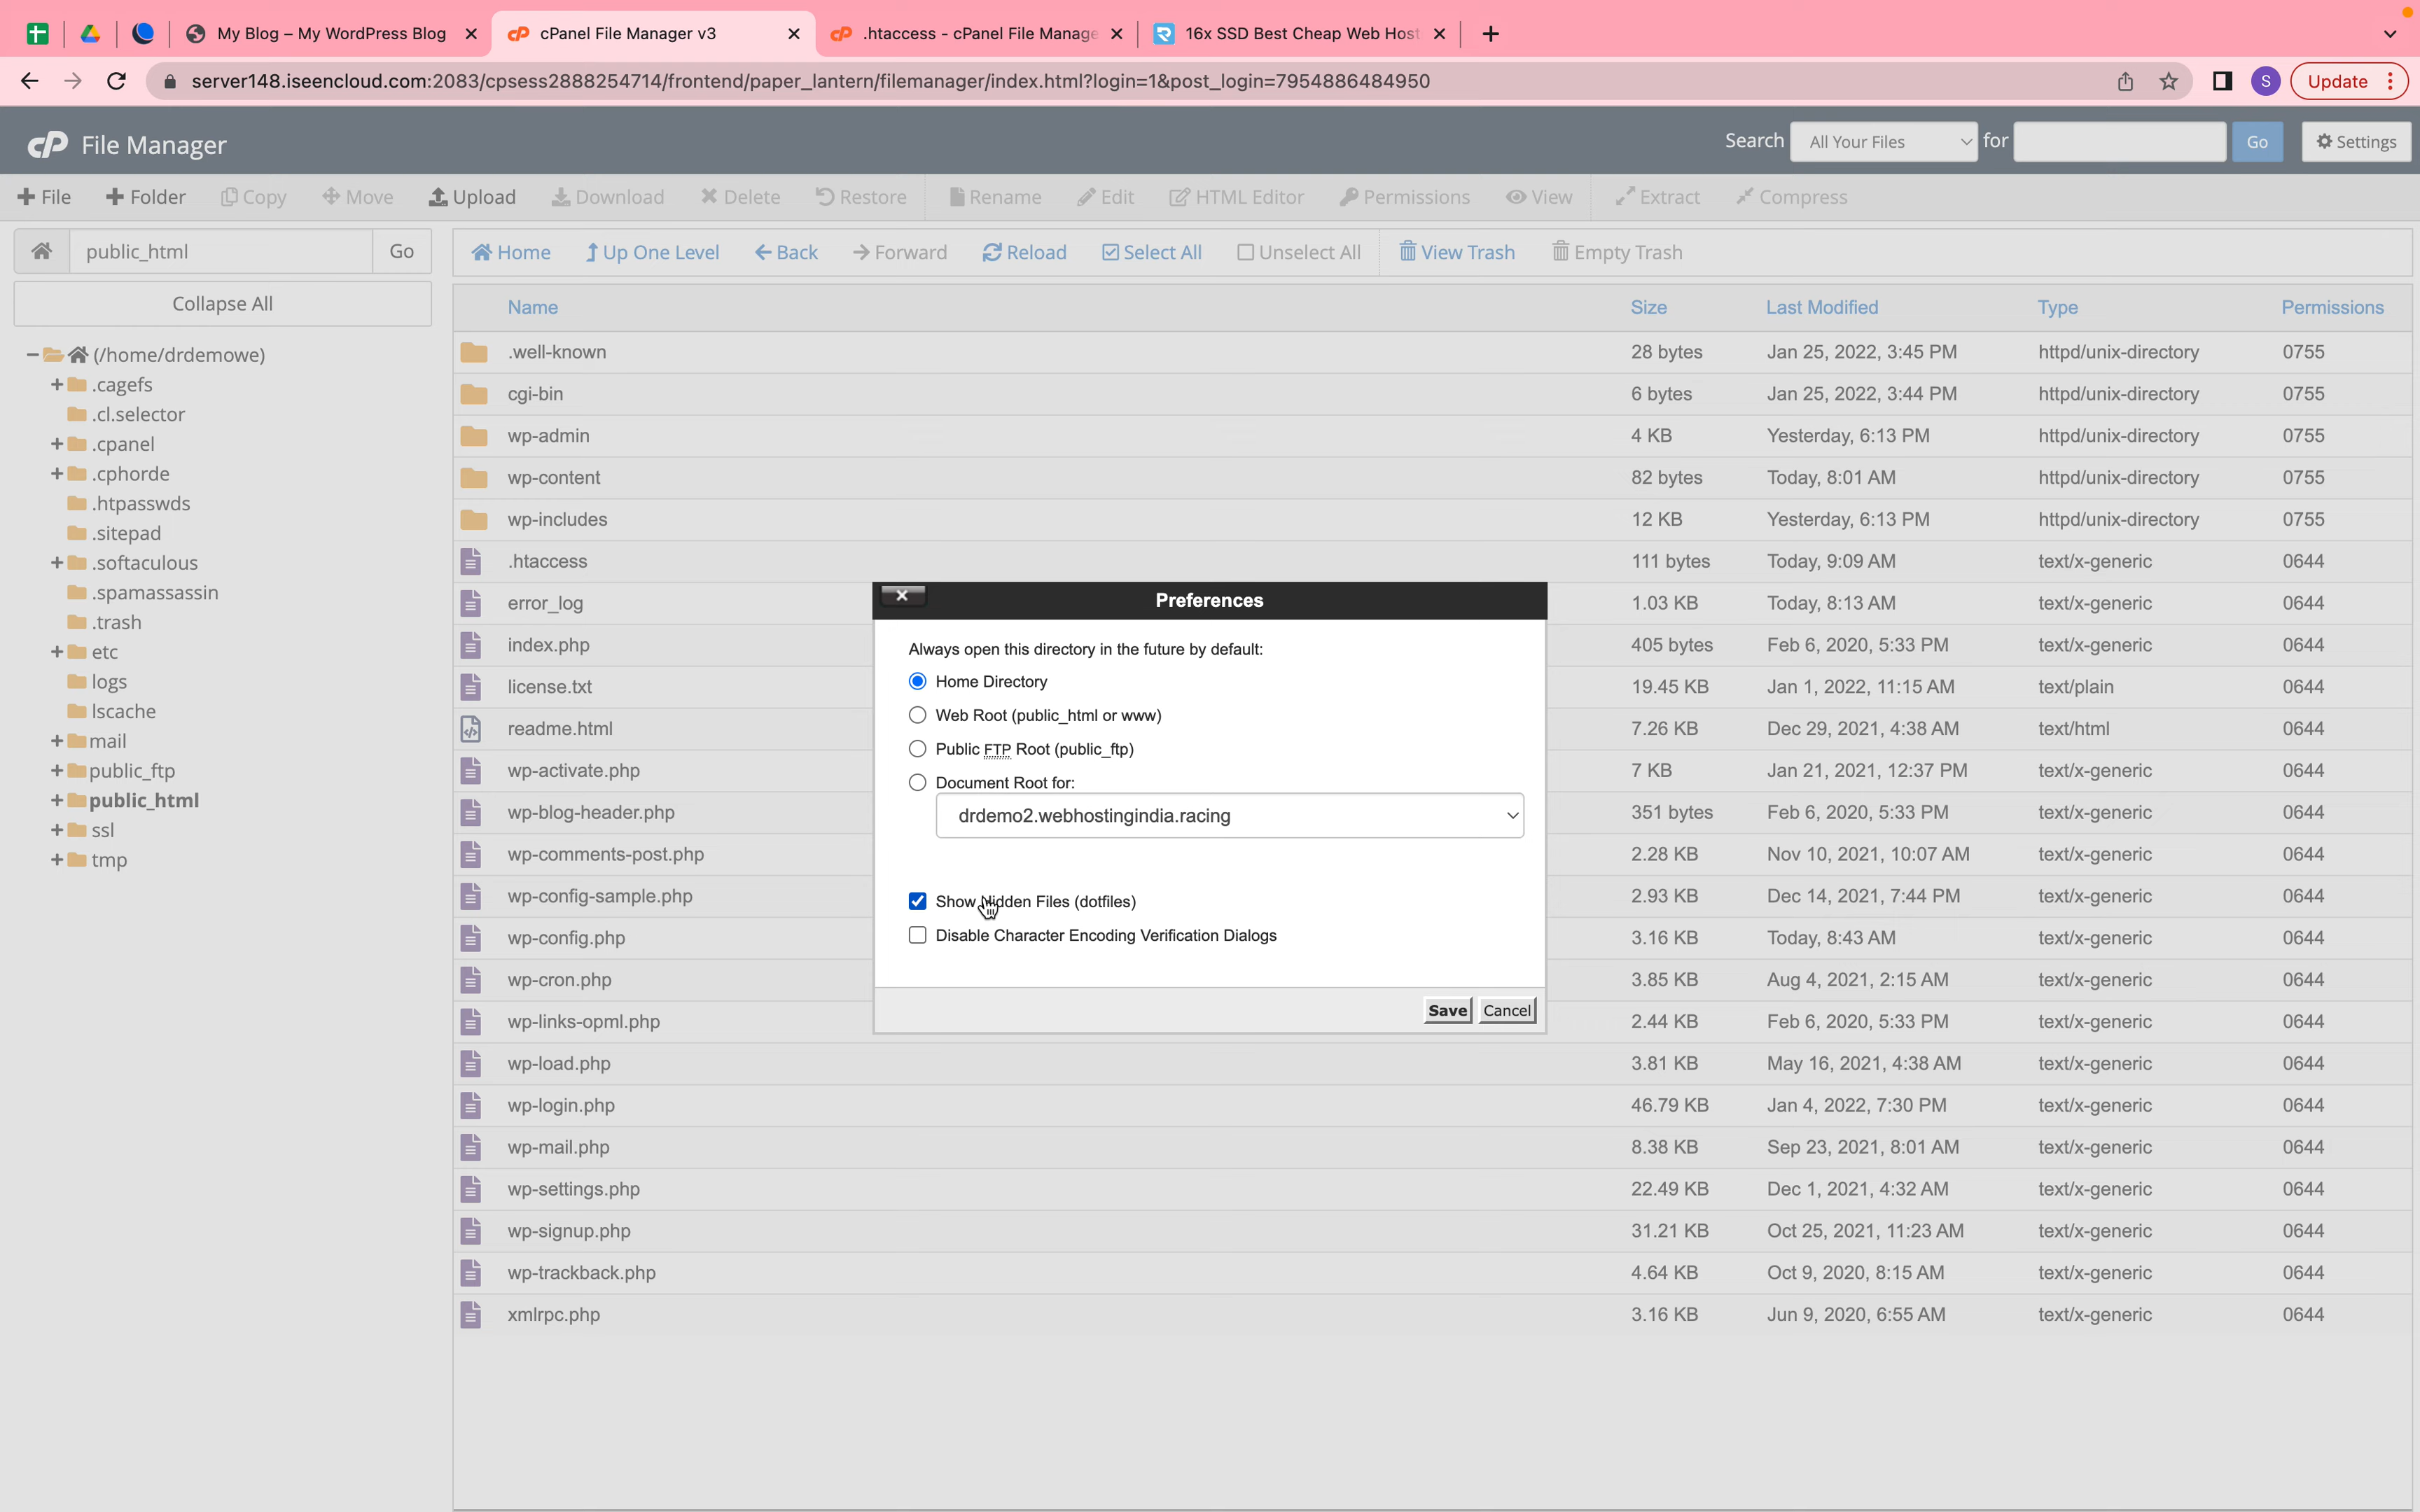 My Blog – My WordPress Blog
cPanel File Manager v3
.htaccess - cPanel File Manage
16x SSD Best Cheap Web Host
server148.iseencloud.com:2083/cpsess2888254714/frontend/paper_lantern/filemanager/index.html?login=1&post_login=7954886484950
S
Update
cP File Manager
Search All Your Files for Go Settings
File Folder Copy Move Upload Download Delete Restore Rename Edit HTML Editor Permissions View Extract Compress
public_html Go
Home Up One Level Back Forward Reload Select All Unselect All View Trash Empty Trash
Collapse All
(/home/drdemowe)
.cagefs
.cl.selector
.cpanel
.cphorde
.htpasswds
.sitepad
.softaculous
.spamassassin
.trash
etc
logs
lscache
mail
public_ftp
public_html
ssl
tmp
Name Size Last Modified Type Permissions
.well-known 28 bytes Jan 25, 2022, 3:45 PM httpd/unix-directory 0755
cgi-bin 6 bytes Jan 25, 2022, 3:44 PM httpd/unix-directory 0755
wp-admin 4 KB Yesterday, 6:13 PM httpd/unix-directory 0755
wp-content 82 bytes Today, 8:01 AM httpd/unix-directory 0755
wp-includes 12 KB Yesterday, 6:13 PM httpd/unix-directory 0755
.htaccess 111 bytes Today, 9:09 AM text/x-generic 0644
error_log 1.03 KB Today, 8:13 AM text/x-generic 0644
index.php 405 bytes Feb 6, 2020, 5:33 PM text/x-generic 0644
license.txt 19.45 KB Jan 1, 2022, 11:15 AM text/plain 0644
readme.html 7.26 KB Dec 29, 2021, 4:38 AM text/html 0644
wp-activate.php 7 KB Jan 21, 2021, 12:37 PM text/x-generic 0644
wp-blog-header.php 351 bytes Feb 6, 2020, 5:33 PM text/x-generic 0644
wp-comments-post.php 2.28 KB Nov 10, 2021, 10:07 AM text/x-generic 0644
wp-config-sample.php 2.93 KB Dec 14, 2021, 7:44 PM text/x-generic 0644
wp-config.php 3.16 KB Today, 8:43 AM text/x-generic 0644
wp-cron.php 3.85 KB Aug 4, 2021, 2:15 AM text/x-generic 0644
wp-links-opml.php 2.44 KB Feb 6, 2020, 5:33 PM text/x-generic 0644
wp-load.php 3.81 KB May 16, 2021, 4:38 AM text/x-generic 0644
wp-login.php 46.79 KB Jan 4, 2022, 7:30 PM text/x-generic 0644
wp-mail.php 8.38 KB Sep 23, 2021, 8:01 AM text/x-generic 0644
wp-settings.php 22.49 KB Dec 1, 2021, 4:32 AM text/x-generic 0644
wp-signup.php 31.21 KB Oct 25, 2021, 11:23 AM text/x-generic 0644
wp-trackback.php 4.64 KB Oct 9, 2020, 8:15 AM text/x-generic 0644
xmlrpc.php 3.16 KB Jun 9, 2020, 6:55 AM text/x-generic 0644
Preferences
Always open this directory in the future by default:
Home Directory
Web Root (public_html or www)
Public FTP Root (public_ftp)
Document Root for:
drdemo2.webhostingindia.racing
Show Hidden Files (dotfiles)
Disable Character Encoding Verification Dialogs
Save Cancel